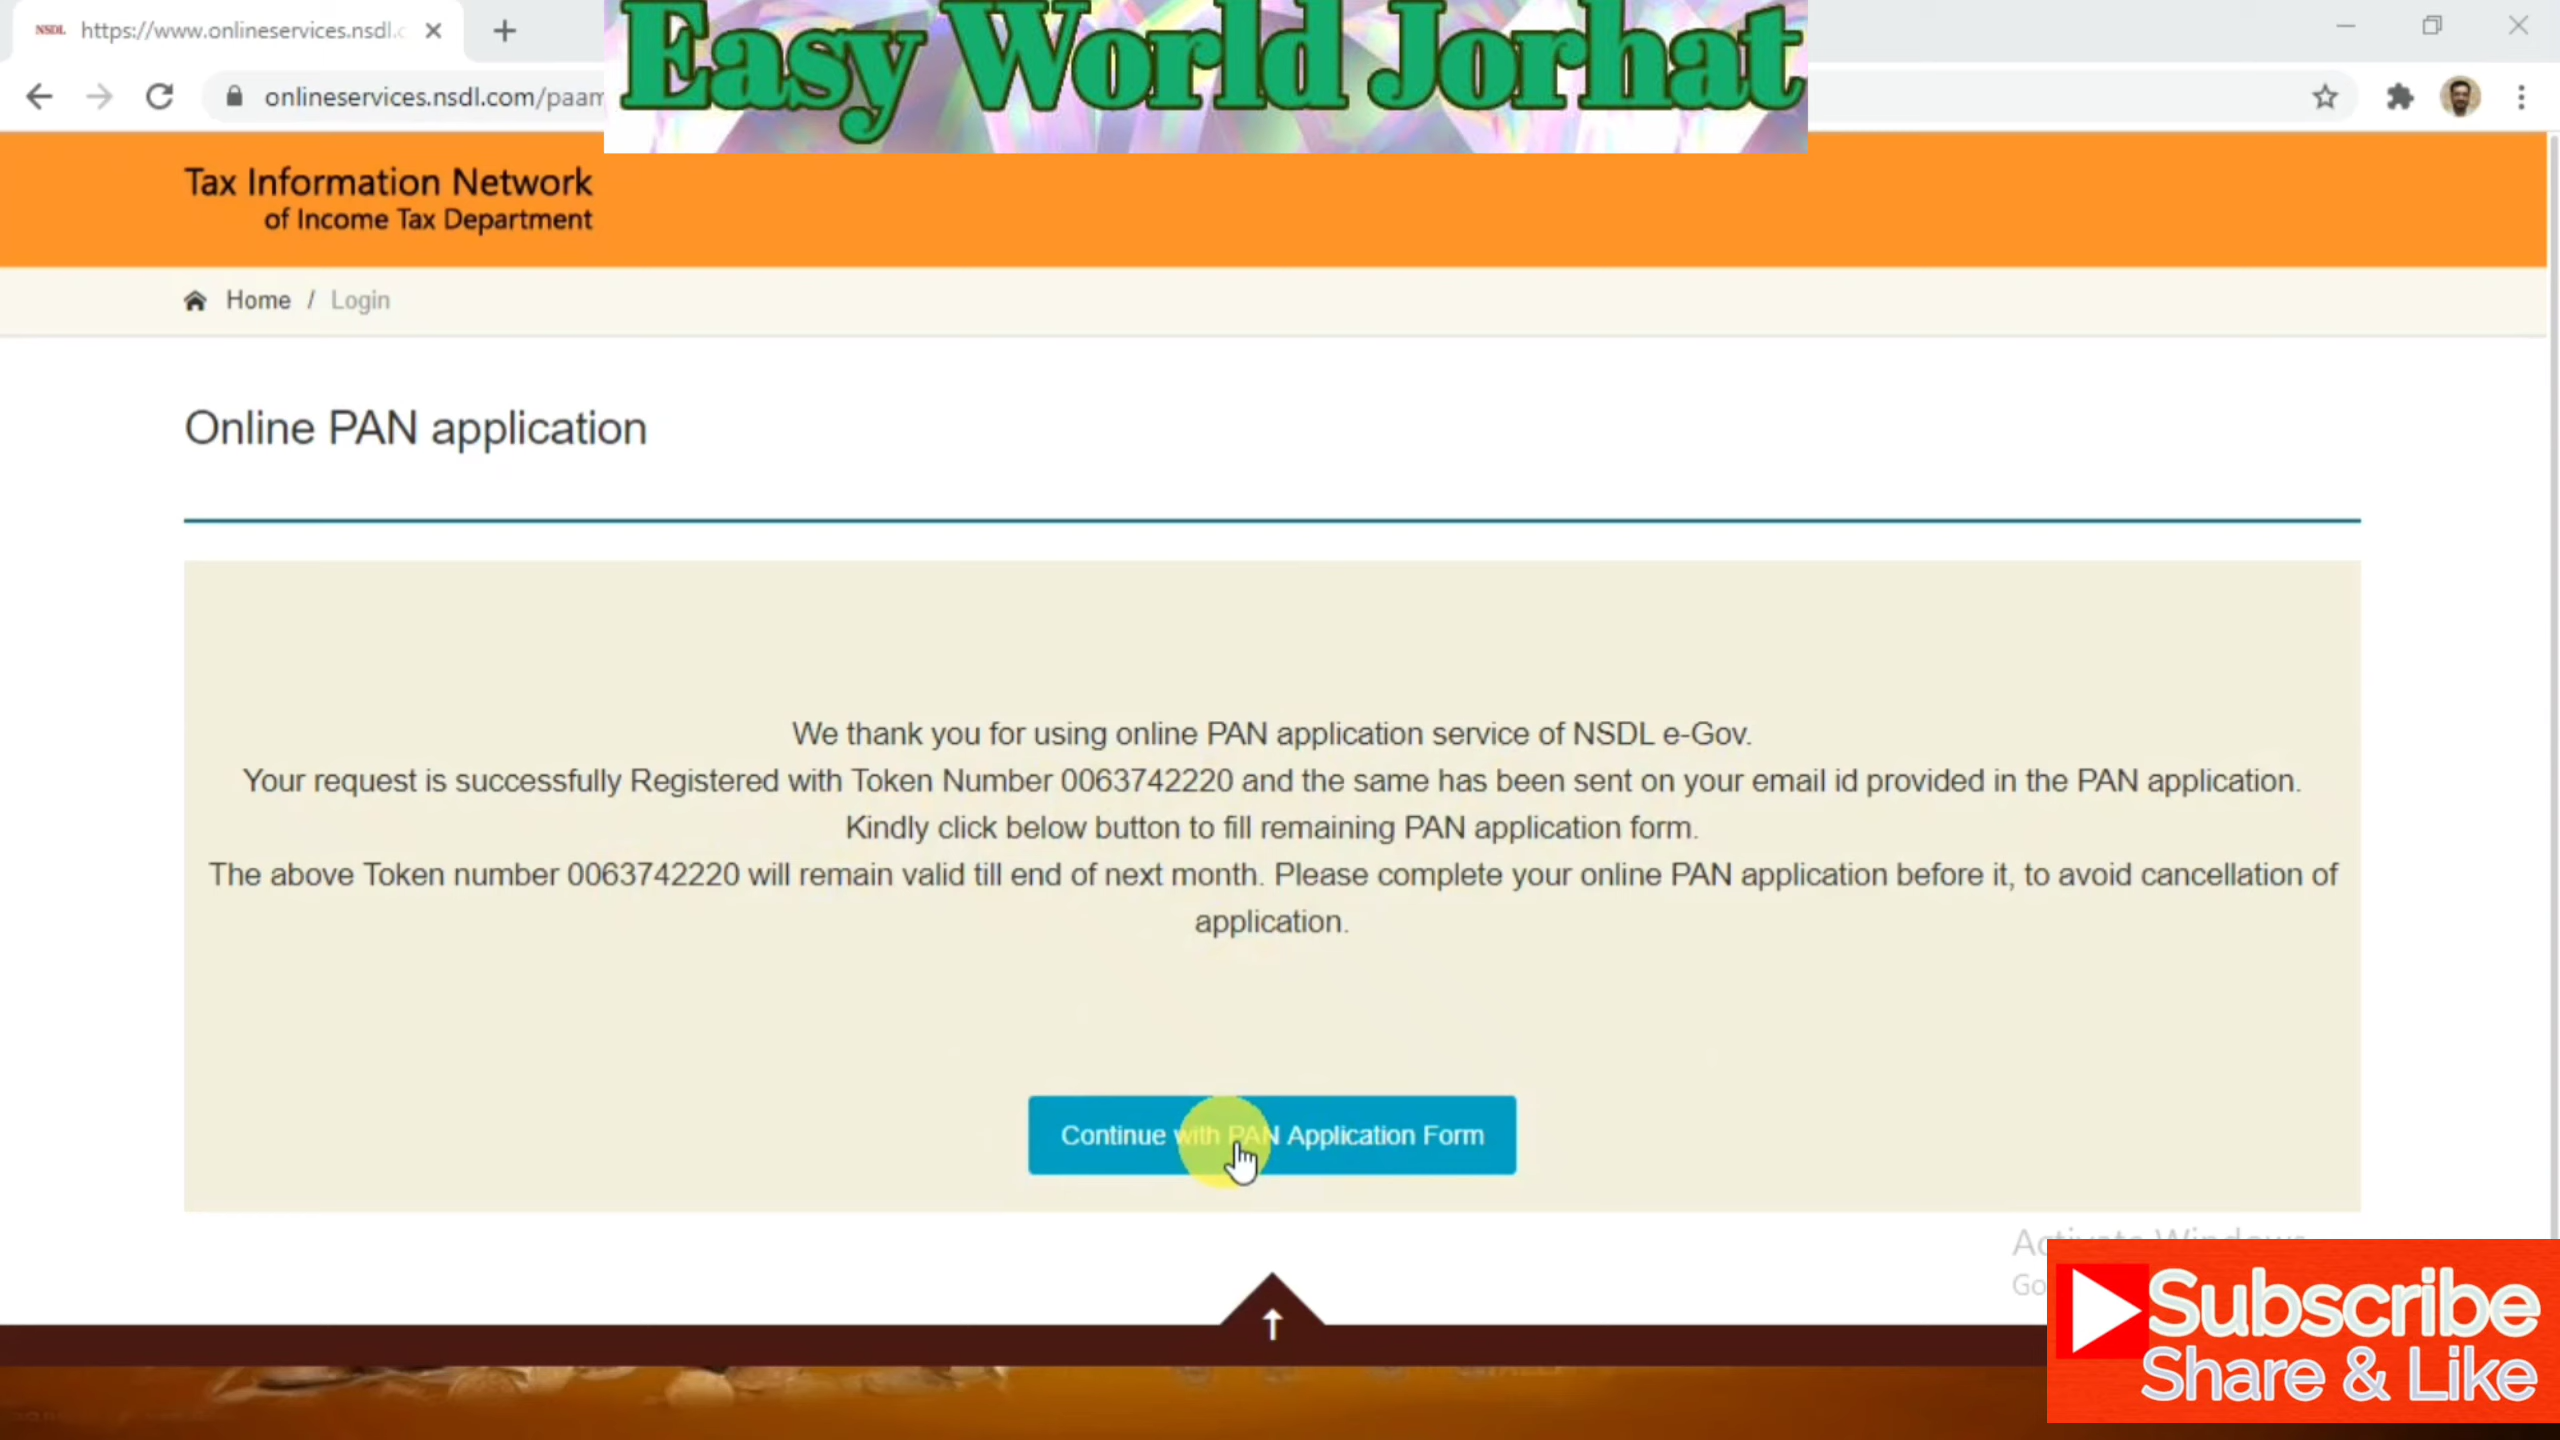 NSDL https://www.onlineservices.nsdl.c
Easy World Jorhat
onlineservices.nsdl.com/paam
Tax Information Network
of Income Tax Department
Home / Login
Online PAN application
We thank you for using online PAN application service of NSDL e-Gov.
Your request is successfully Registered with Token Number 0063742220 and the same has been sent on your email id provided in the PAN application.
Kindly click below button to fill remaining PAN application form.
The above Token number 0063742220 will remain valid till end of next month. Please complete your online PAN application before it, to avoid cancellation of
application.
Continue with PAN Application Form
Activate Windows
Go
Subscribe
Share & Like